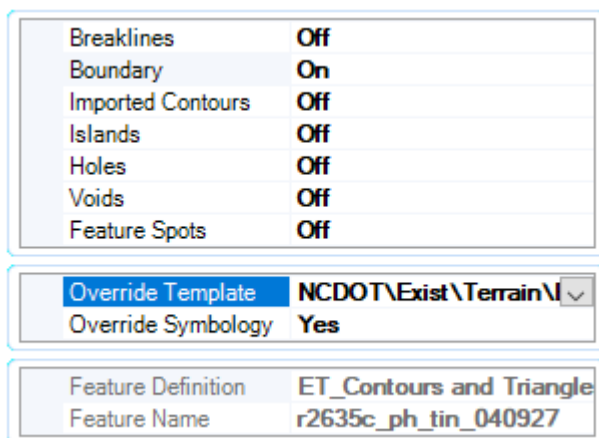 Breaklines Off
Boundary On
Imported Contours Off
Islands Off
Holes Off
Voids Off
Feature Spots Off
Override Template NCDOT\Exist\Terrain\
Override Symbology Yes
Feature Definition ET_Contours and Triangle
Feature Name r2635c_ph_tin_040927